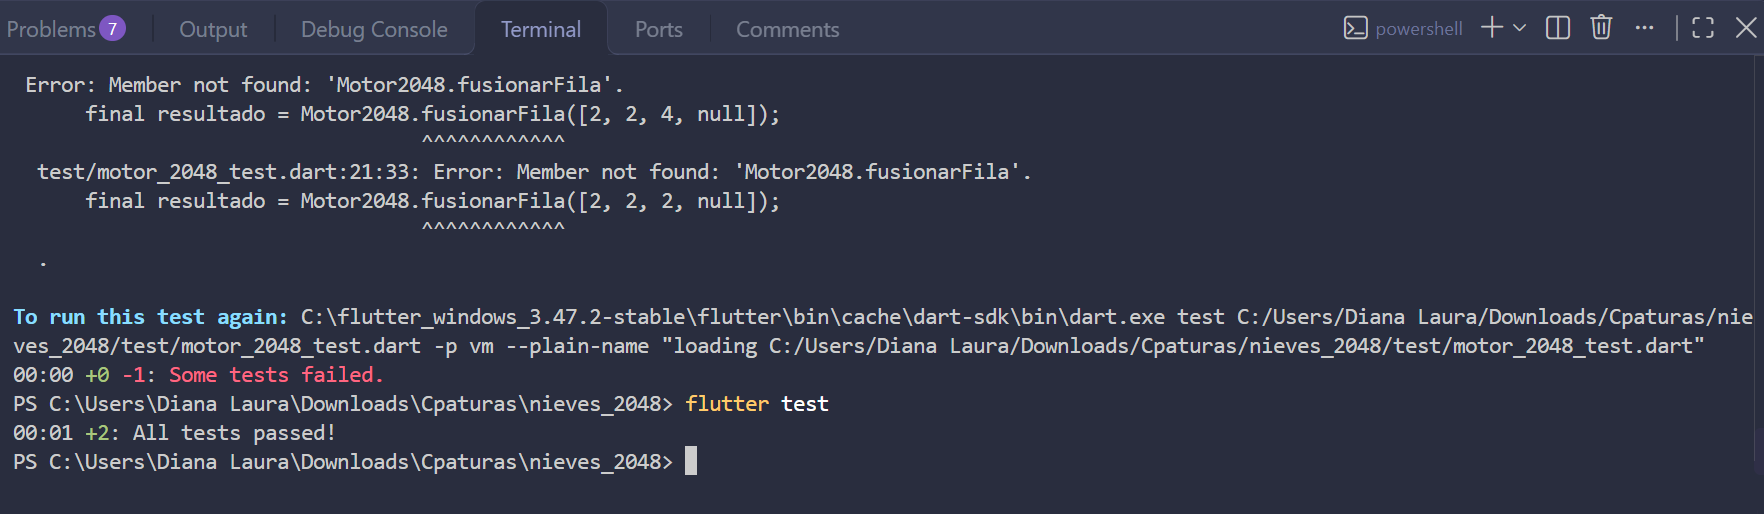 Problems 7 Output Debug Console Terminal Ports Comments powershell
Error: Member not found: 'Motor2048.fusionarFila'.
final resultado = Motor2048.fusionarFila([2, 2, 4, null]);
^^^^^^^^^^^^
test/motor_2048_test.dart:21:33: Error: Member not found: 'Motor2048.fusionarFila'.
final resultado = Motor2048.fusionarFila([2, 2, 2, null]);
^^^^^^^^^^^^
.
To run this test again: C:\flutter_windows_3.47.2-stable\flutter\bin\cache\dart-sdk\bin\dart.exe test C:/Users/Diana Laura/Downloads/Cpaturas/nie
ves_2048/test/motor_2048_test.dart -p vm --plain-name "loading C:/Users/Diana Laura/Downloads/Cpaturas/nieves_2048/test/motor_2048_test.dart"
00:00 +0 -1: Some tests failed.
PS C:\Users\Diana Laura\Downloads\Cpaturas\nieves_2048> flutter test
00:01 +2: All tests passed!
PS C:\Users\Diana Laura\Downloads\Cpaturas\nieves_2048>